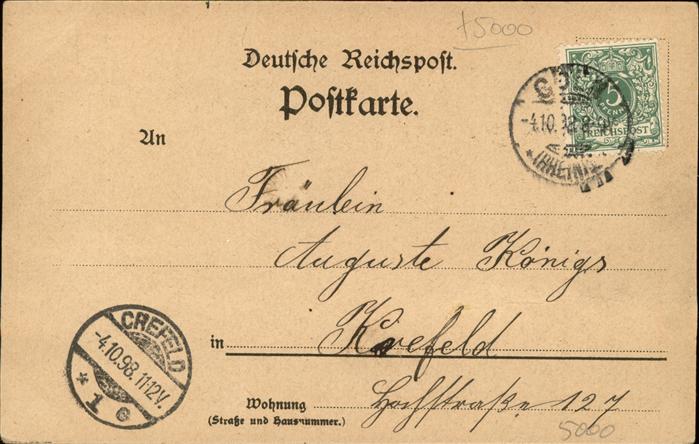 +5000
Deutsche Reichspost.
Postkarte.
5
REICHSPOST
-4.10.98.
(RHEIN)
An
Fräulein
Auguste Königs
in Krefeld
Wohnung Hochstraße 127
(Straße und Hausnummer.)
5000
CREFELD
-4.10.98.11-12V.
* 1 c